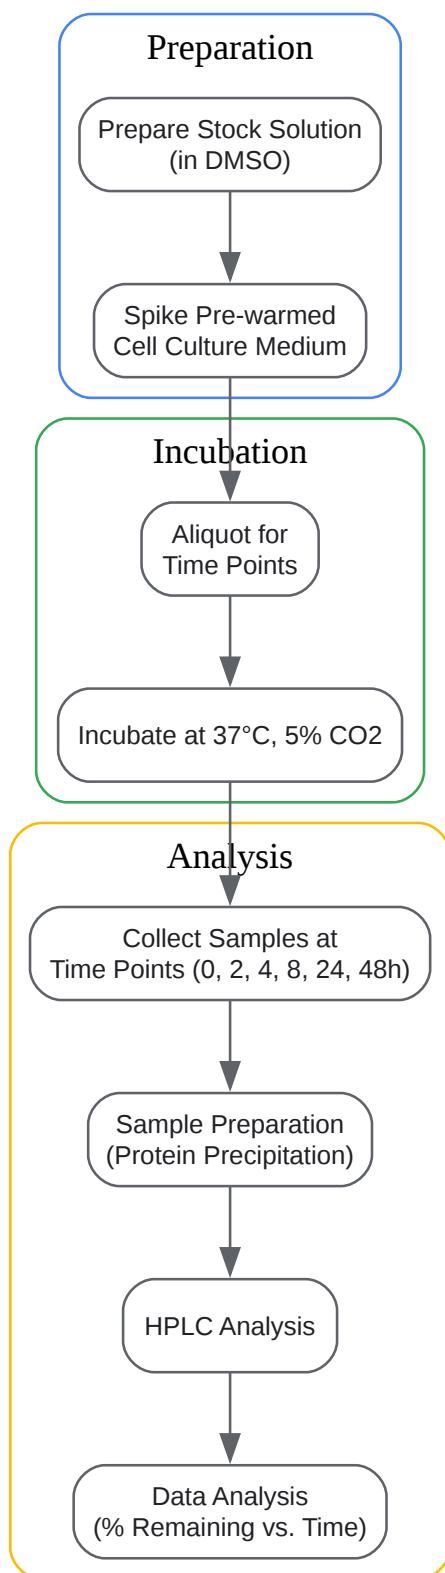 Preparation
Prepare Stock Solution
(in DMSO)
Spike Pre-warmed
Cell Culture Medium
Incubation
Aliquot for
Time Points
Incubate at 37°C, 5% CO2
Analysis
Collect Samples at
Time Points (0, 2, 4, 8, 24, 48h)
Sample Preparation
(Protein Precipitation)
HPLC Analysis
Data Analysis
(% Remaining vs. Time)